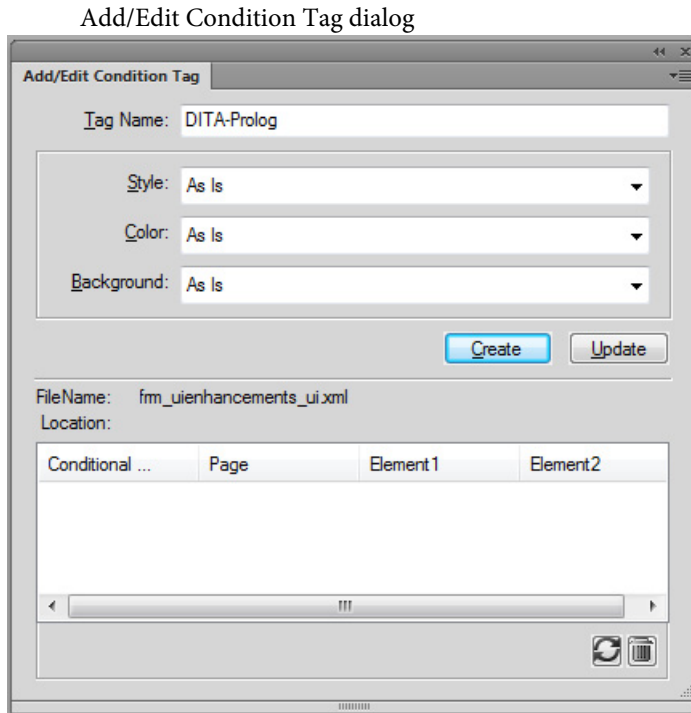 Add/Edit Condition Tag dialog
Add/Edit Condition Tag
Tag Name: DITA-Prolog
Style: As Is
Color: As Is
Background: As Is
Create Update
FileName: frm_uienhancements_ui.xml
Location:
Conditional ... Page Element1 Element2